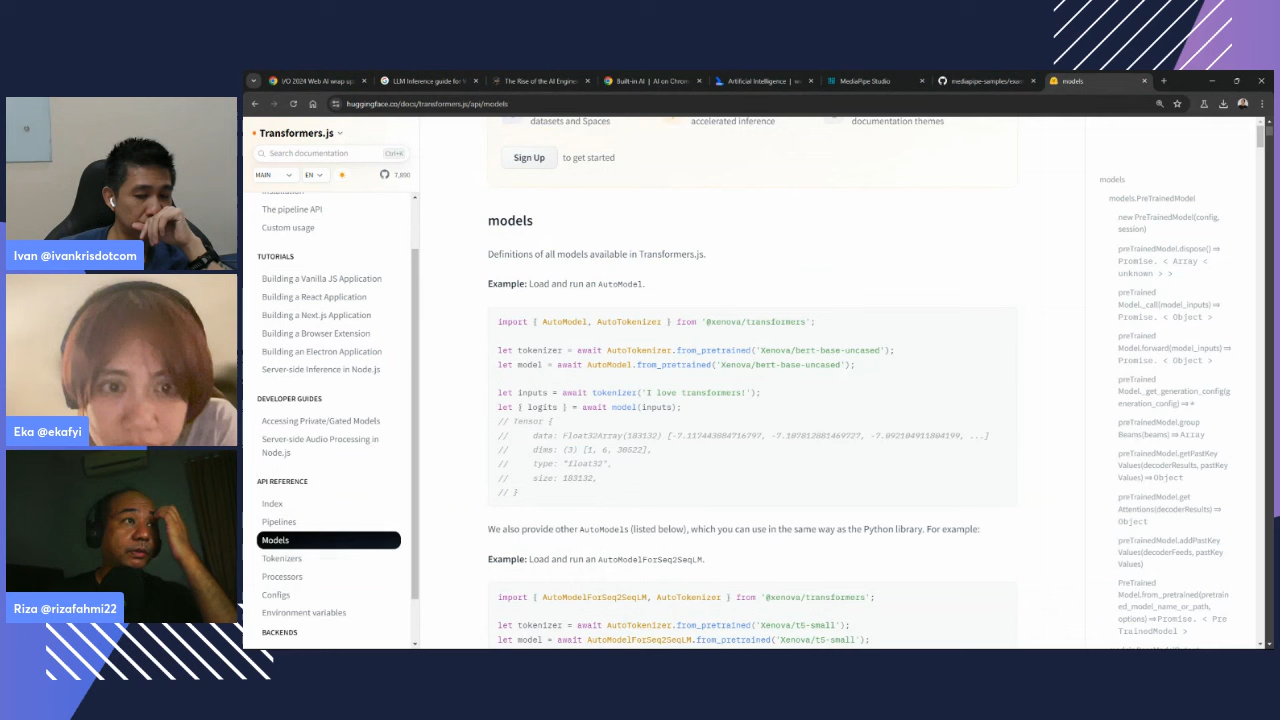 I/O 2024 Web AI wrap up
LLM Inference guide for W
The Rise of the AI Engine
Built-in AI | AI on Chrom
Artificial Intelligence | w
MediaPipe Studio
mediapipe-samples/exam
models
huggingface.co/docs/transformers.js/api/models
Transformers.js
Search documentation
Ctrl+K
MAIN
EN
7,890
The pipeline API
Custom usage
TUTORIALS
Building a Vanilla JS Application
Building a React Application
Building a Next.js Application
Building a Browser Extension
Building an Electron Application
Server-side Inference in Node.js
DEVELOPER GUIDES
Accessing Private/Gated Models
Server-side Audio Processing in
Node.js
API REFERENCE
Index
Pipelines
Models
Tokenizers
Processors
Configs
Environment variables
BACKENDS
datasets and Spaces
accelerated inference
documentation themes
Sign Up
to get started
models
Definitions of all models available in Transformers.js.
Example: Load and run an AutoModel.
import { AutoModel, AutoTokenizer } from '@xenova/transformers';
let tokenizer = await AutoTokenizer.from_pretrained('Xenova/bert-base-uncased');
let model = await AutoModel.from_pretrained('Xenova/bert-base-uncased');
let inputs = await tokenizer('I love transformers!');
let { logits } = await model(inputs);
// Tensor {
//     data: Float32Array(183132) [-7.117443084716797, -7.107812881469727, -7.092104911804199, ...]
//     dims: (3) [1, 6, 30522],
//     type: "float32",
//     size: 183132,
// }
We also provide other AutoModels (listed below), which you can use in the same way as the Python library. For example:
Example: Load and run an AutoModelForSeq2SeqLM.
import { AutoModelForSeq2SeqLM, AutoTokenizer } from '@xenova/transformers';
let tokenizer = await AutoTokenizer.from_pretrained('Xenova/t5-small');
let model = await AutoModelForSeq2SeqLM.from_pretrained('Xenova/t5-small');
models
models.PreTrainedModel
new PreTrainedModel(config,
session)
preTrainedModel.dispose() ⇒
Promise. < Array <
unknown > >
preTrained
Model._call(model_inputs) ⇒
Promise. < Object >
preTrained
Model.forward(model_inputs) ⇒
Promise. < Object >
preTrained
Model._get_generation_config(g
eneration_config) ⇒ *
preTrainedModel.group
Beams(beams) ⇒ Array
preTrainedModel.getPastKey
Values(decoderResults, pastKey
Values) ⇒ Object
preTrainedModel.get
Attentions(decoderResults) ⇒
Object
preTrainedModel.addPastKey
Values(decoderFeeds, pastKey
Values)
PreTrained
Model.from_pretrained(pretrain
ed_model_name_or_path,
options) ⇒ Promise. < Pre
TrainedModel >
Ivan @ivankrisdotcom
Eka @ekafyi
Riza @rizafahmi22